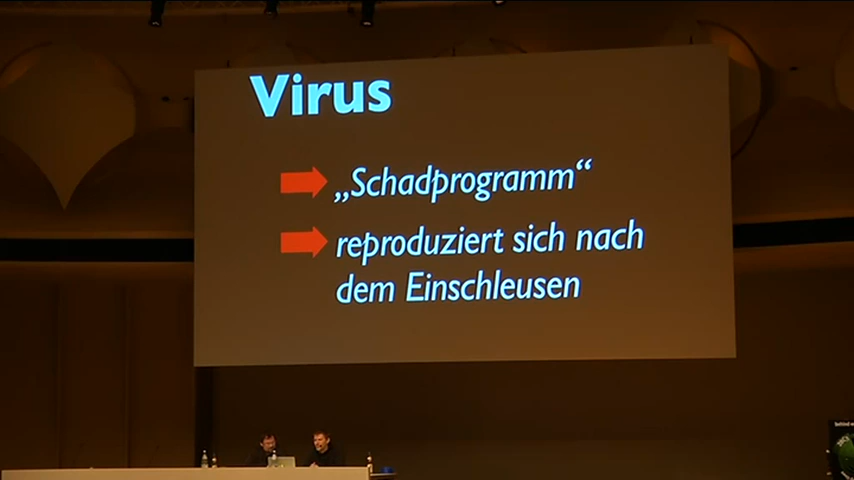 Virus
„Schadprogramm“
reproduziert sich nach
dem Einschleusen